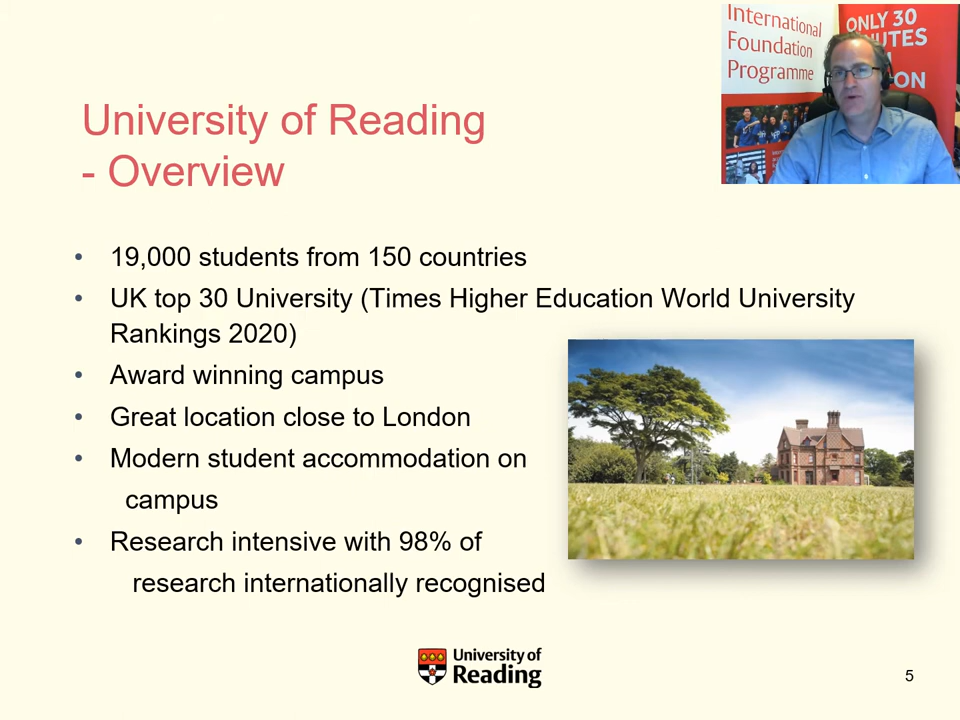 International
Foundation
Programme
ONLY 30
University of Reading
- Overview
• 19,000 students from 150 countries
• UK top 30 University (Times Higher Education World University
Rankings 2020)
• Award winning campus
• Great location close to London
• Modern student accommodation on
campus
• Research intensive with 98% of
research internationally recognised
University of
Reading
5